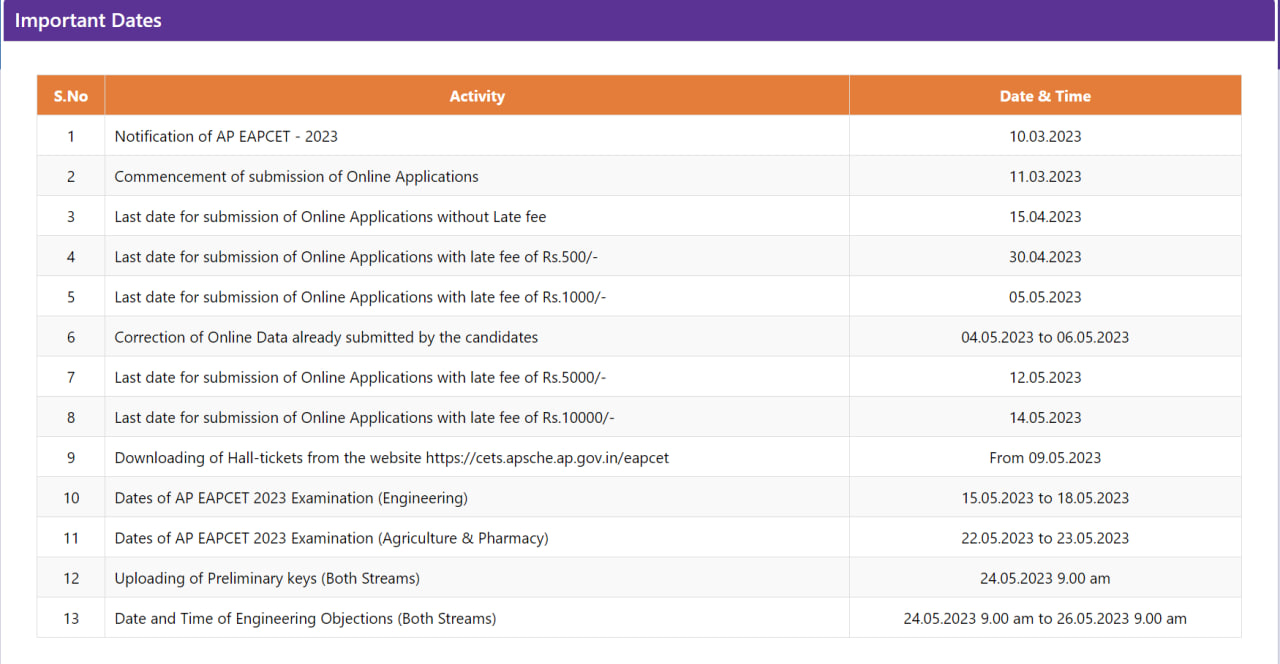 Important Dates
S.No Activity Date & Time
1 Notification of AP EAPCET - 2023 10.03.2023
2 Commencement of submission of Online Applications 11.03.2023
3 Last date for submission of Online Applications without Late fee 15.04.2023
4 Last date for submission of Online Applications with late fee of Rs.500/- 30.04.2023
5 Last date for submission of Online Applications with late fee of Rs.1000/- 05.05.2023
6 Correction of Online Data already submitted by the candidates 04.05.2023 to 06.05.2023
7 Last date for submission of Online Applications with late fee of Rs.5000/- 12.05.2023
8 Last date for submission of Online Applications with late fee of Rs.10000/- 14.05.2023
9 Downloading of Hall-tickets from the website https://cets.apsche.ap.gov.in/eapcet From 09.05.2023
10 Dates of AP EAPCET 2023 Examination (Engineering) 15.05.2023 to 18.05.2023
11 Dates of AP EAPCET 2023 Examination (Agriculture & Pharmacy) 22.05.2023 to 23.05.2023
12 Uploading of Preliminary keys (Both Streams) 24.05.2023 9.00 am
13 Date and Time of Engineering Objections (Both Streams) 24.05.2023 9.00 am to 26.05.2023 9.00 am